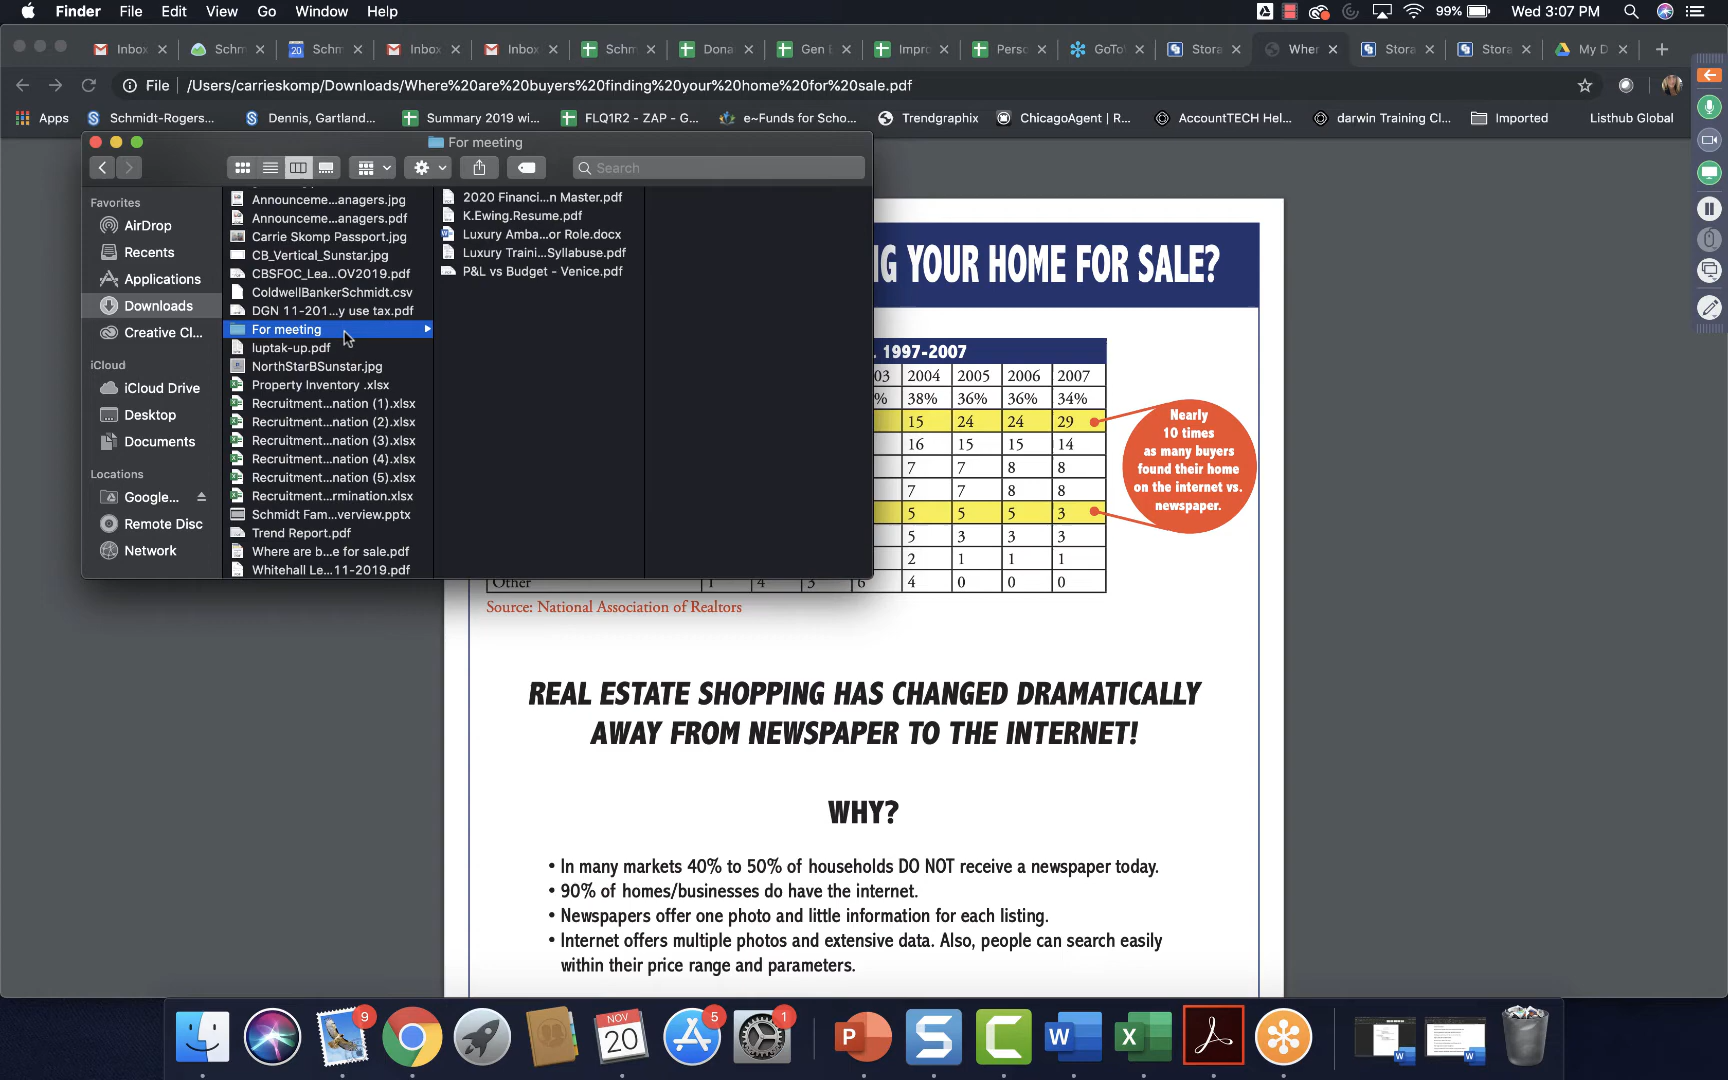 Finder File Edit View Go Window Help
99% Wed 3:07 PM
Inbox Schm Schm Inbox Inbox Schm Dona Gen E Impro Perso GoTo Stora Wher Stora Stora My D
File /Users/carrieskomp/Downloads/Where%20are%20buyers%20finding%20your%20home%20for%20sale.pdf
Apps Schmidt-Rogers... Dennis, Gartland... Summary 2019 wi... FLQ1R2 - ZAP - G... e~Funds for Scho... Trendgraphix ChicagoAgent | R... AccountTECH Hel... darwin Training Cl... Imported Listhub Global
For meeting
Search
Favorites
AirDrop
Recents
Applications
Downloads
Creative Cl...
iCloud
iCloud Drive
Desktop
Documents
Locations
Google...
Remote Disc
Network
Announceme...anagers.jpg
Announceme...anagers.pdf
Carrie Skomp Passport.jpg
CB_Vertical_Sunstar.jpg
CBSFOC_Lea...OV2019.pdf
ColdwellBankerSchmidt.csv
DGN 11-201...y use tax.pdf
For meeting
luptak-up.pdf
NorthStarBSunstar.jpg
Property Inventory .xlsx
Recruitment...nation (1).xlsx
Recruitment...nation (2).xlsx
Recruitment...nation (3).xlsx
Recruitment...nation (4).xlsx
Recruitment...nation (5).xlsx
Recruitment...rmination.xlsx
Schmidt Fam...verview.pptx
Trend Report.pdf
Where are b...e for sale.pdf
Whitehall Le...11-2019.pdf
2020 Financi...n Master.pdf
K.Ewing.Resume.pdf
Luxury Amba...or Role.docx
Luxury Traini...Syllabuse.pdf
P&L vs Budget - Venice.pdf
NG YOUR HOME FOR SALE?
. 1997-2007
03 2004 2005 2006 2007
% 38% 36% 36% 34%
15 24 24 29
16 15 15 14
7 7 8 8
7 7 8 8
5 5 5 3
5 3 3 3
2 1 1 1
Other 1 4 3 6 4 0 0 0
Nearly
10 times
as many buyers
found their home
on the internet vs.
newspaper.
Source: National Association of Realtors
REAL ESTATE SHOPPING HAS CHANGED DRAMATICALLY
AWAY FROM NEWSPAPER TO THE INTERNET!
WHY?
• In many markets 40% to 50% of households DO NOT receive a newspaper today.
• 90% of homes/businesses do have the internet.
• Newspapers offer one photo and little information for each listing.
• Internet offers multiple photos and extensive data. Also, people can search easily
within their price range and parameters.
9 NOV 20 5 1 P S C W X W W